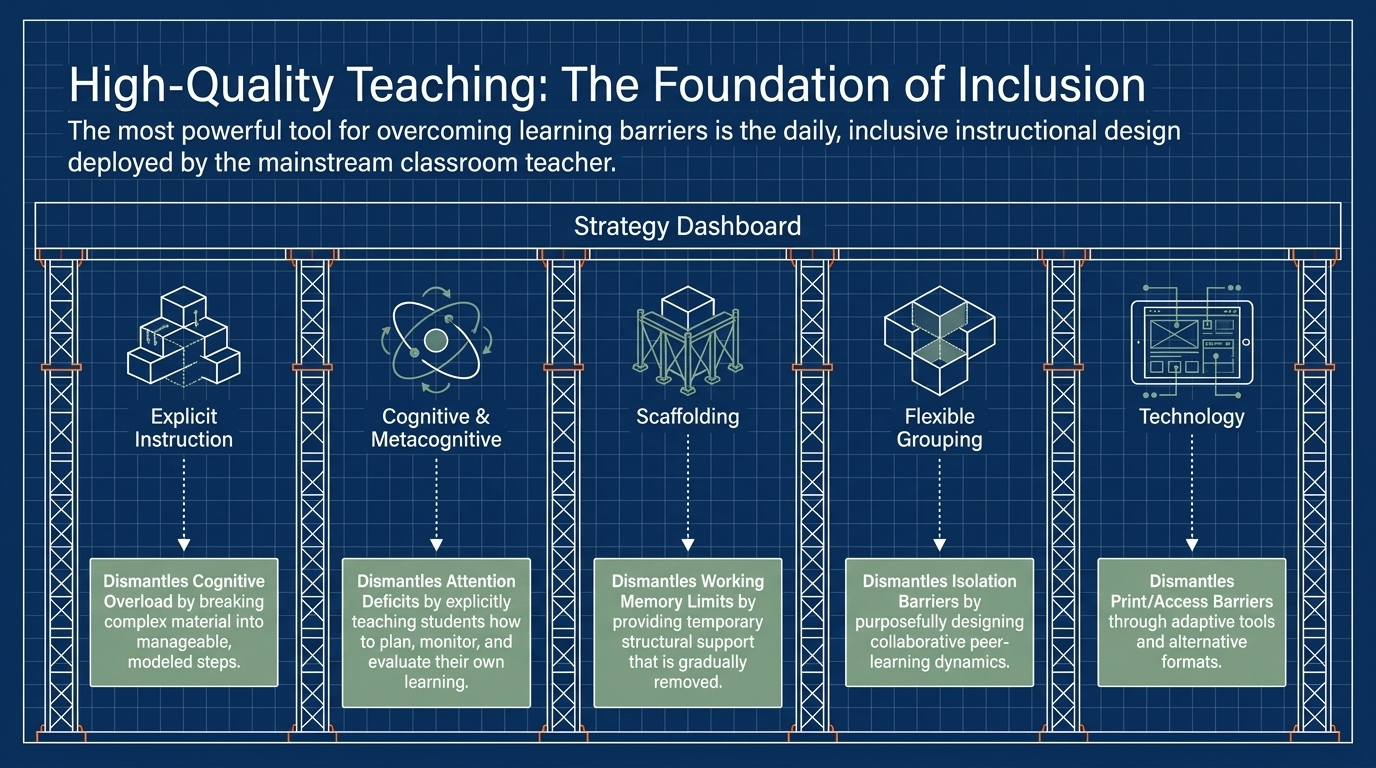 High-Quality Teaching: The Foundation of Inclusion
The most powerful tool for overcoming learning barriers is the daily, inclusive instructional design
deployed by the mainstream classroom teacher.
Strategy Dashboard
Explicit
Instruction
Cognitive &
Metacognitive
Scaffolding
Flexible
Grouping
Technology
Dismantles Cognitive
Overload by breaking
complex material into
manageable,
modeled steps.
Dismantles Attention
Deficits by explicitly
teaching students how
to plan, monitor, and
evaluate their own
learning.
Dismantles Working
Memory Limits by
providing temporary
structural support
that is gradually
removed.
Dismantles Isolation
Barriers by
purposefully designing
collaborative peer-
learning dynamics.
Dismantles
Print/Access Barriers
through adaptive tools
and alternative
formats.